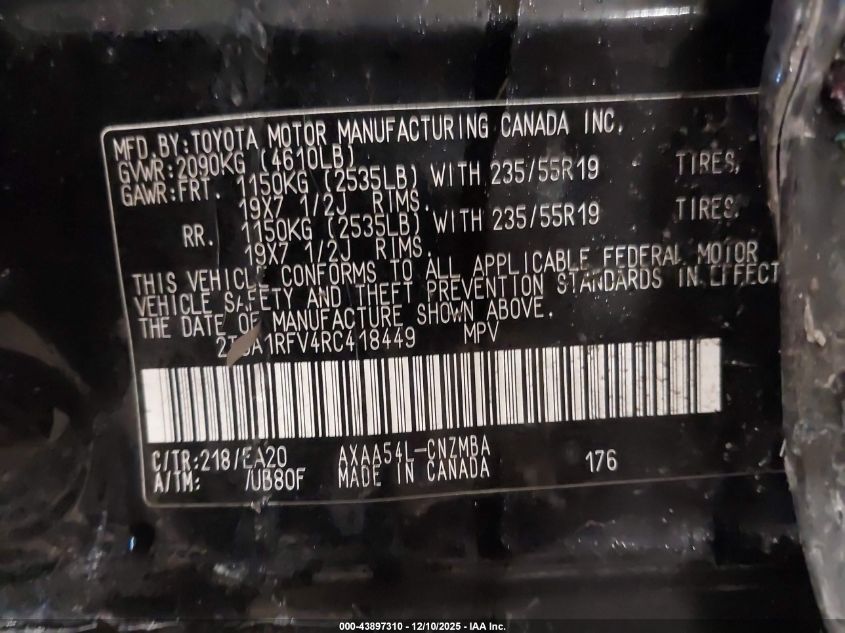 MFD. BY: TOYOTA MOTOR MANUFACTURING CANADA INC.
GVWR: 2090KG (4610LB)
GAWR: FRT. 1150KG (2535LB) WITH 235/55R19 TIRES,
19X7 1/2J RIMS.
RR. 1150KG (2535LB) WITH 235/55R19 TIRES,
19X7 1/2J RIMS.
THIS VEHICLE CONFORMS TO ALL APPLICABLE FEDERAL MOTOR
VEHICLE SAFETY AND THEFT PREVENTION STANDARDS IN EFFECT
THE DATE OF MANUFACTURE SHOWN ABOVE.
MPV
C/TR: 218/EA20 AXAA54L-CNZMBA 176
A/TM: /UB80F MADE IN CANADA
000-43897310 — 12/10/2025 — IAA Inc.